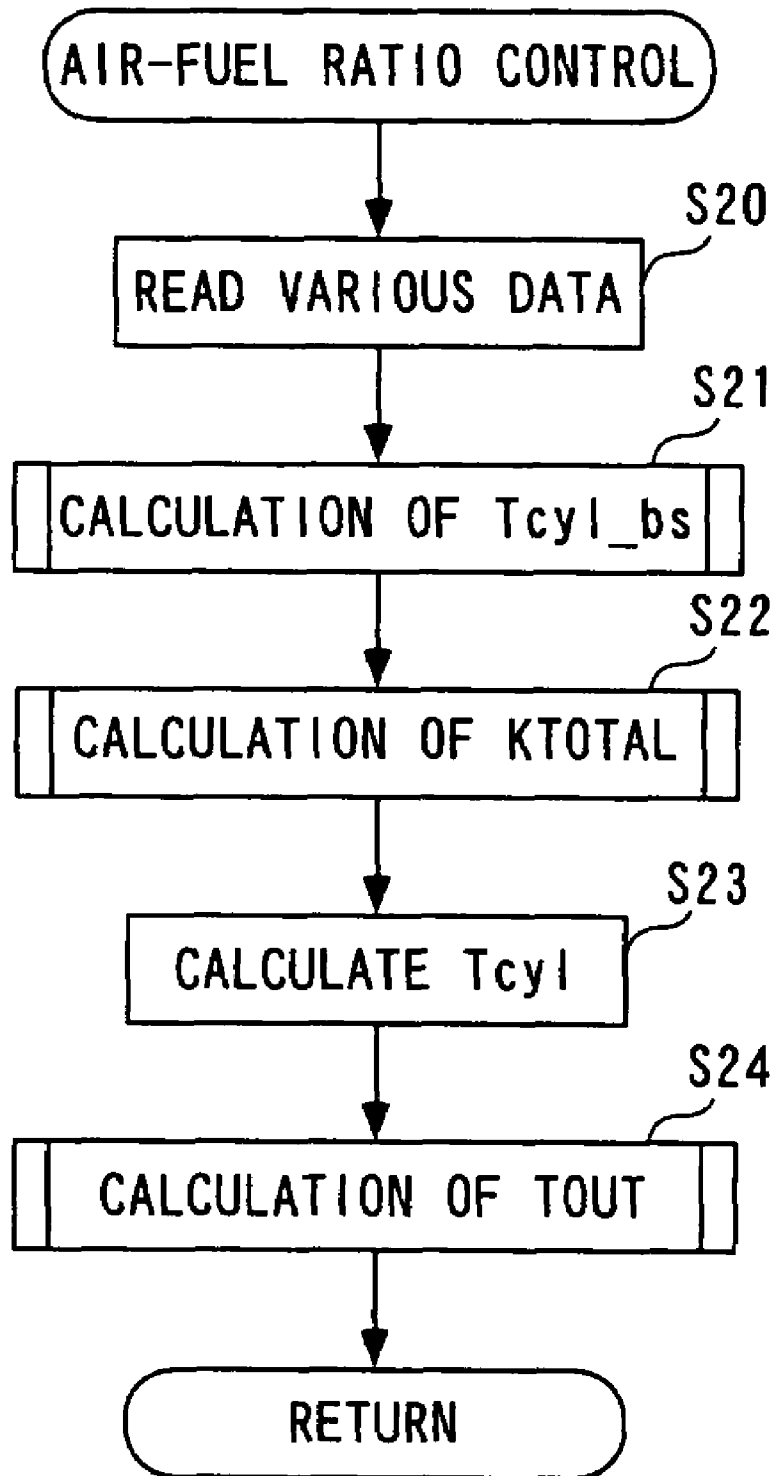 AIR-FUEL RATIO CONTROL
S20
READ VARIOUS DATA
S21
CALCULATION OF Tcyl_bs
S22
CALCULATION OF KTOTAL
S23
CALCULATE Tcyl
S24
CALCULATION OF TOUT
RETURN